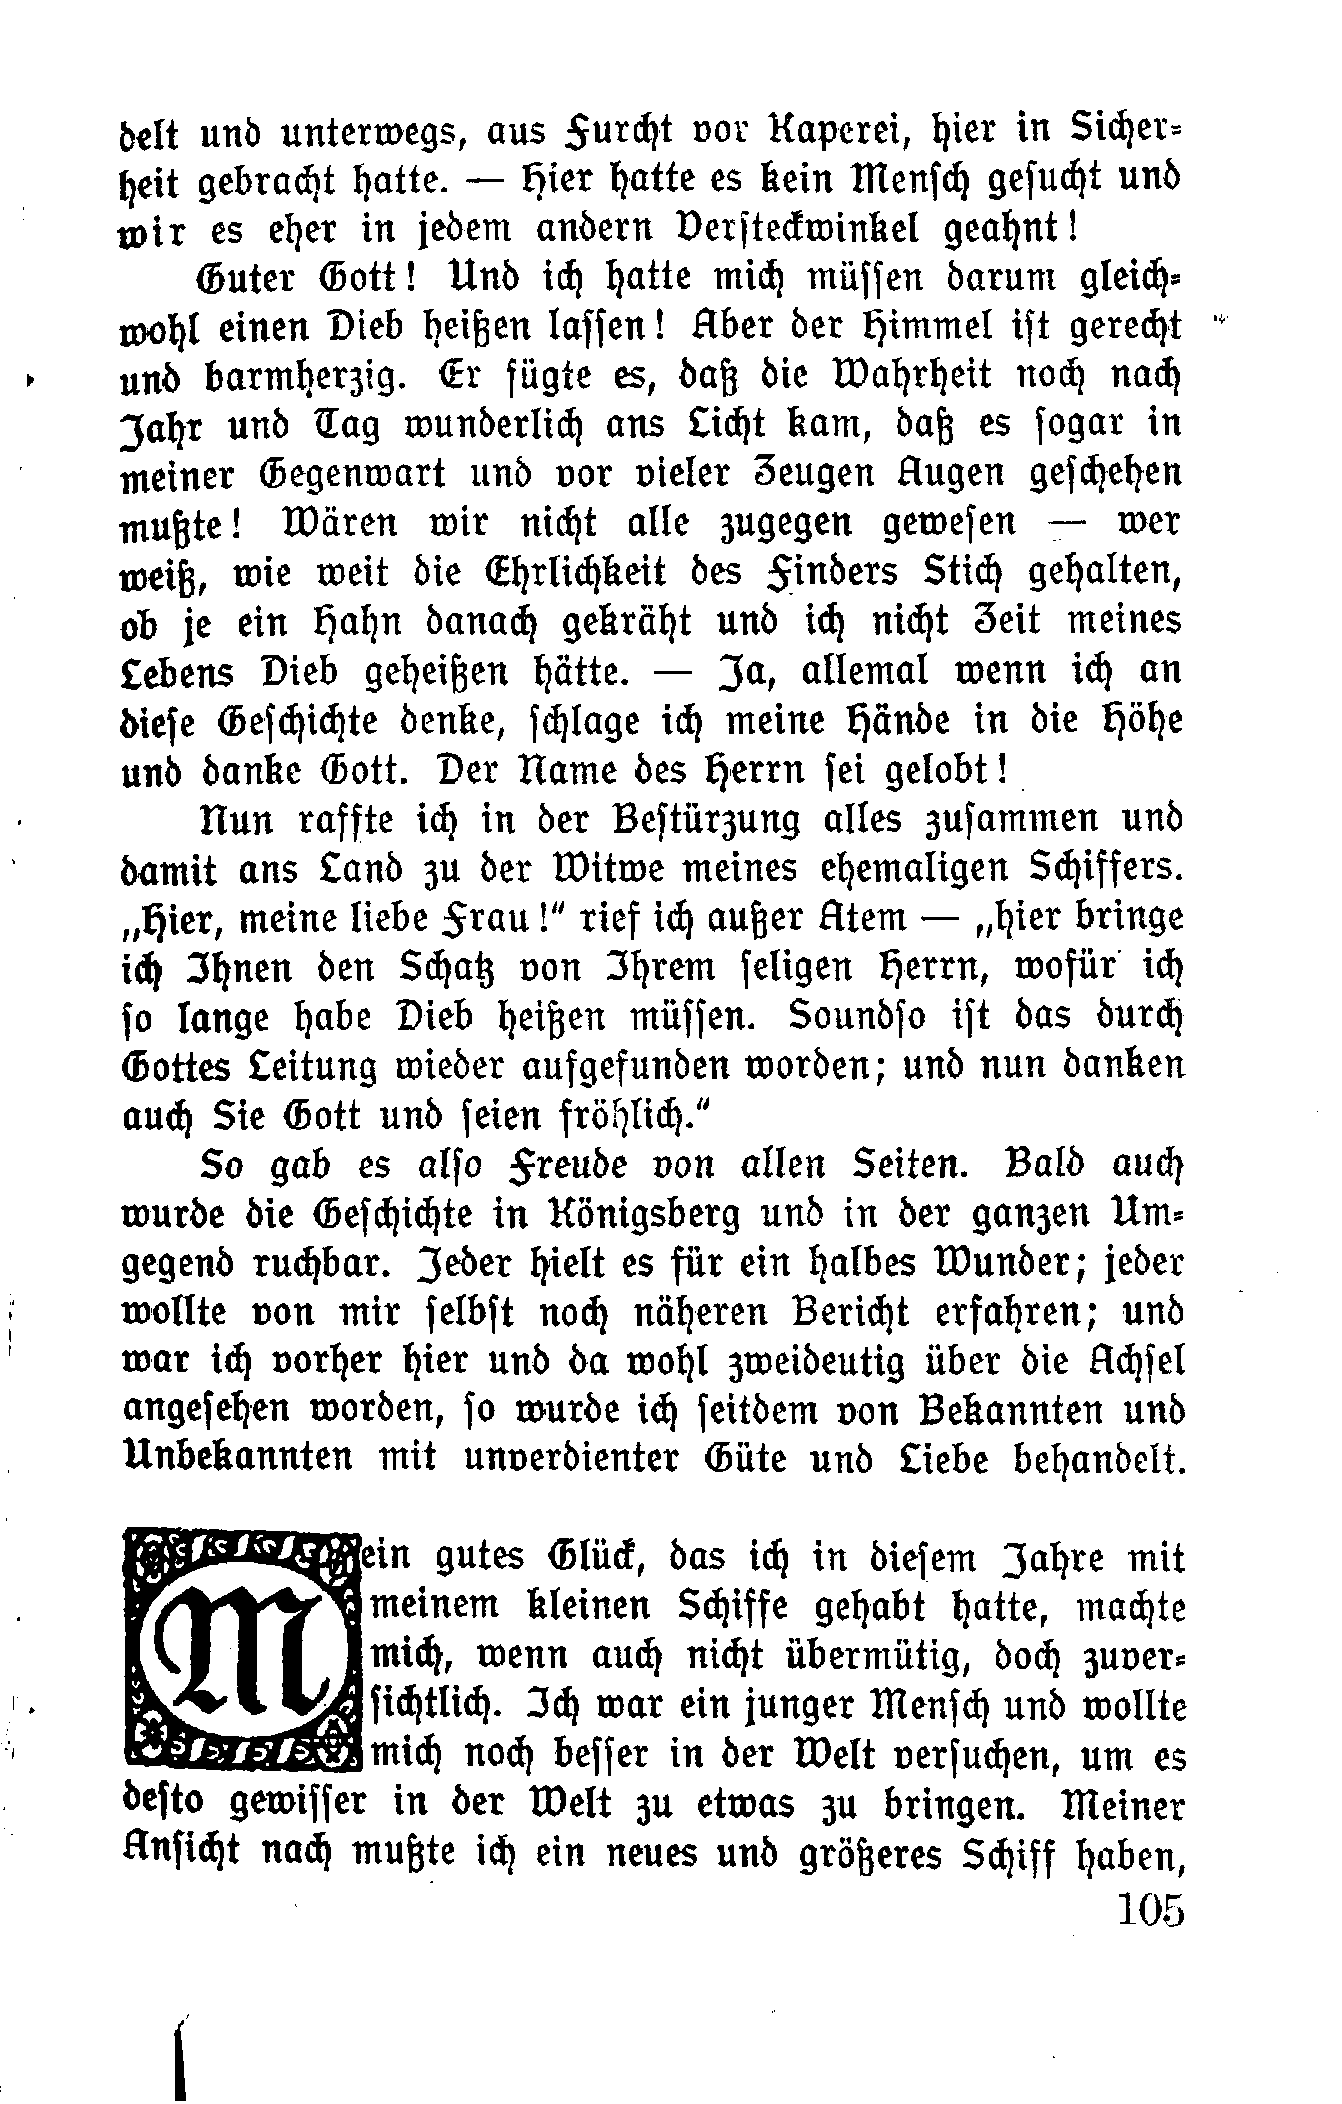 delt und unterwegs, aus Furcht vor Kaperei, hier in Sicher-
heit gebracht hatte. — Hier hatte es kein Mensch gesucht und
wir es eher in jedem andern Versteckwinkel geahnt!
Guter Gott! Und ich hatte mich müssen darum gleich-
wohl einen Dieb heißen lassen! Aber der Himmel ist gerecht
und barmherzig. Er fügte es, daß die Wahrheit noch nach
Jahr und Tag wunderlich ans Licht kam, daß es sogar in
meiner Gegenwart und vor vieler Zeugen Augen geschehen
mußte! Wären wir nicht alle zugegen gewesen — wer
weiß, wie weit die Ehrlichkeit des Finders Stich gehalten,
ob je ein Hahn danach gekräht und ich nicht Zeit meines
Lebens Dieb geheißen hätte. — Ja, allemal wenn ich an
diese Geschichte denke, schlage ich meine Hände in die Höhe
und danke Gott. Der Name des Herrn sei gelobt!
Nun raffte ich in der Bestürzung alles zusammen und
damit ans Land zu der Witwe meines ehemaligen Schiffers.
„Hier, meine liebe Frau!" rief ich außer Atem — „hier bringe
ich Ihnen den Schatz von Ihrem seligen Herrn, wofür ich
so lange habe Dieb heißen müssen. Soundso ist das durch
Gottes Leitung wieder aufgefunden worden; und nun danken
auch Sie Gott und seien fröhlich."
So gab es also Freude von allen Seiten. Bald auch
wurde die Geschichte in Königsberg und in der ganzen Um-
gegend ruchbar. Jeder hielt es für ein halbes Wunder; jeder
wollte von mir selbst noch näheren Bericht erfahren; und
war ich vorher hier und da wohl zweideutig über die Achsel
angesehen worden, so wurde ich seitdem von Bekannten und
Unbekannten mit unverdienter Güte und Liebe behandelt.
Mein gutes Glück, das ich in diesem Jahre mit
meinem kleinen Schiffe gehabt hatte, machte
mich, wenn auch nicht übermütig, doch zuver-
sichtlich. Ich war ein junger Mensch und wollte
mich noch besser in der Welt versuchen, um es
desto gewisser in der Welt zu etwas zu bringen. Meiner
Ansicht nach mußte ich ein neues und größeres Schiff haben,
105